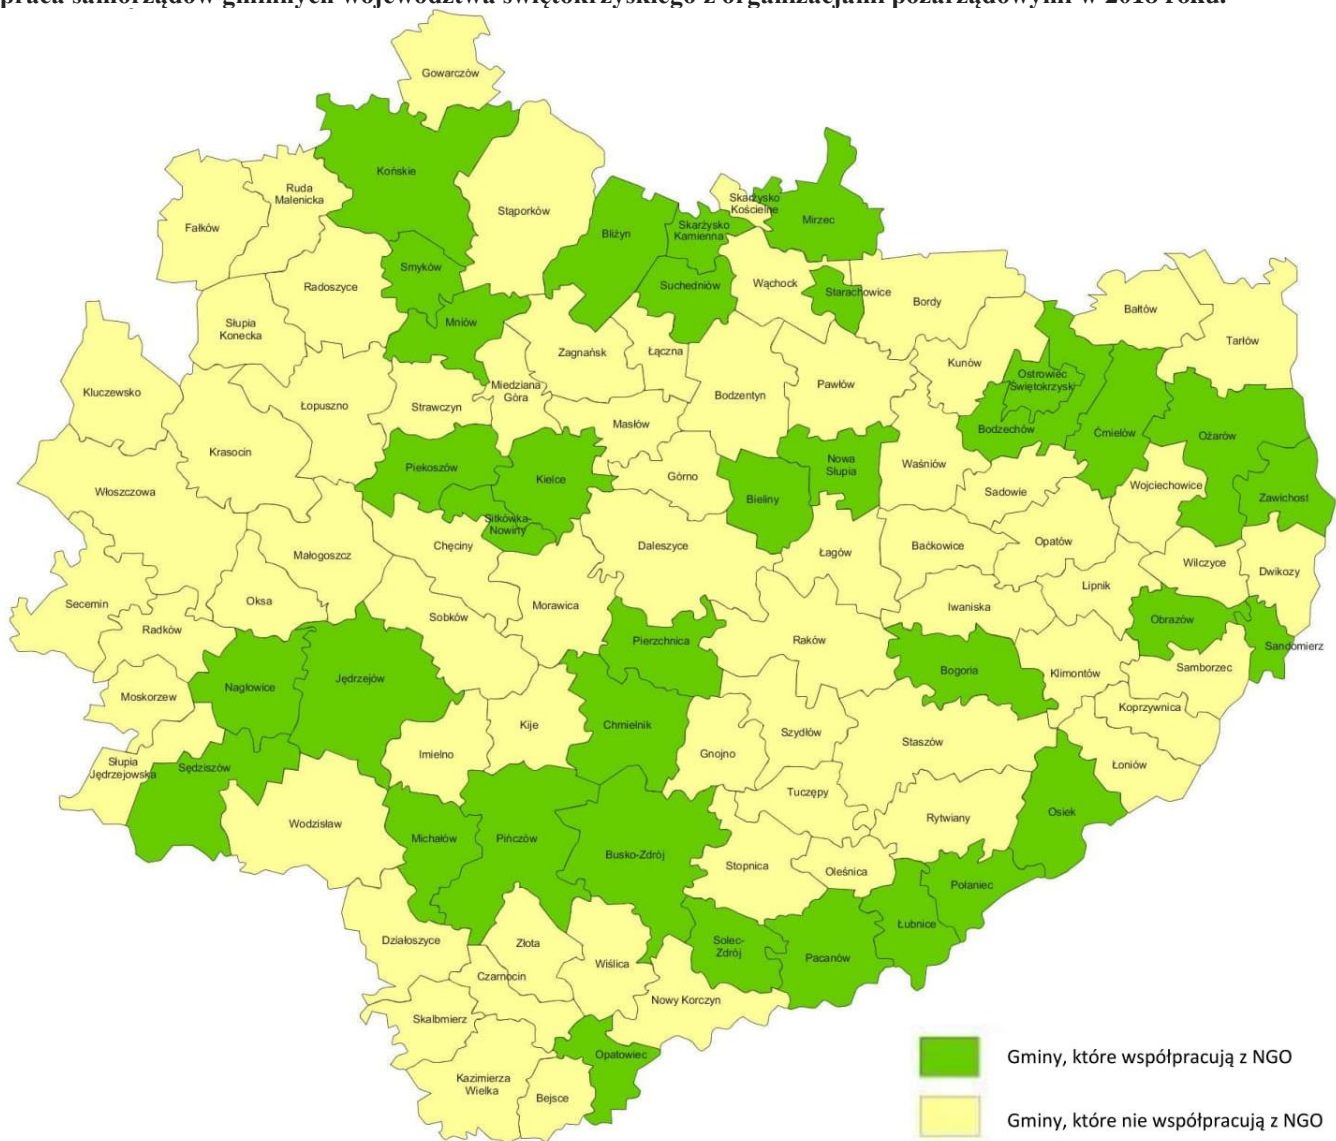 praca samorządów gminnych województwa świętokrzyskiego z organizacjami pozarządowymi w 2018 roku.
Gowarczów
Końskie
Ruda
Malenicka
Stąporków
Fałków
Skarżysko
Kościelne
Mirzec
Bliżyn
Skarżysko
Kamienna
Smyków
Radoszyce
Suchedniów
Wąchock
Starachowice
Bordy
Bałtów
Tarłów
Słupia
Konecka
Mniów
Zagnańsk
Łączna
Kunów
Kluczewsko
Łopuszno
Strawczyn
Miedziana
Góra
Bodzentyn
Pawłów
Ostrowiec
Świętokrzysk
Masłów
Bodzechów
Ćmielów
Ożarów
Krasocin
Piekoszów
Kielce
Górno
Nowa
Słupia
Waśniów
Włoszczowa
Bieliny
Sadowie
Wojciechowice
Zawichost
Sitkówka-
Nowiny
Małogoszcz
Chęciny
Daleszyce
Łagów
Baćkowice
Opatów
Wilczyce
Dwikozy
Secemin
Oksa
Radków
Sobków
Morawica
Iwaniska
Lipnik
Pierzchnica
Raków
Obrazów
Sandomierz
Moskorzew
Nagłowice
Jędrzejów
Bogoria
Klimontów
Samborzec
Koprzywnica
Imielno
Kije
Chmielnik
Gnojno
Szydłów
Staszów
Łoniów
Słupia
Jędrzejowska
Sędziszów
Tuczępy
Wodzisław
Michałów
Pińczów
Busko-Zdrój
Rytwiany
Osiek
Stopnica
Oleśnica
Połaniec
Łubnice
Działoszyce
Złota
Solec-
Zdrój
Pacanów
Czarnocin
Wiślica
Nowy Korczyn
Skalbmierz
Opatowiec
Kazimierza
Wielka
Bejsce
Gminy, które współpracują z NGO
Gminy, które nie współpracują z NGO